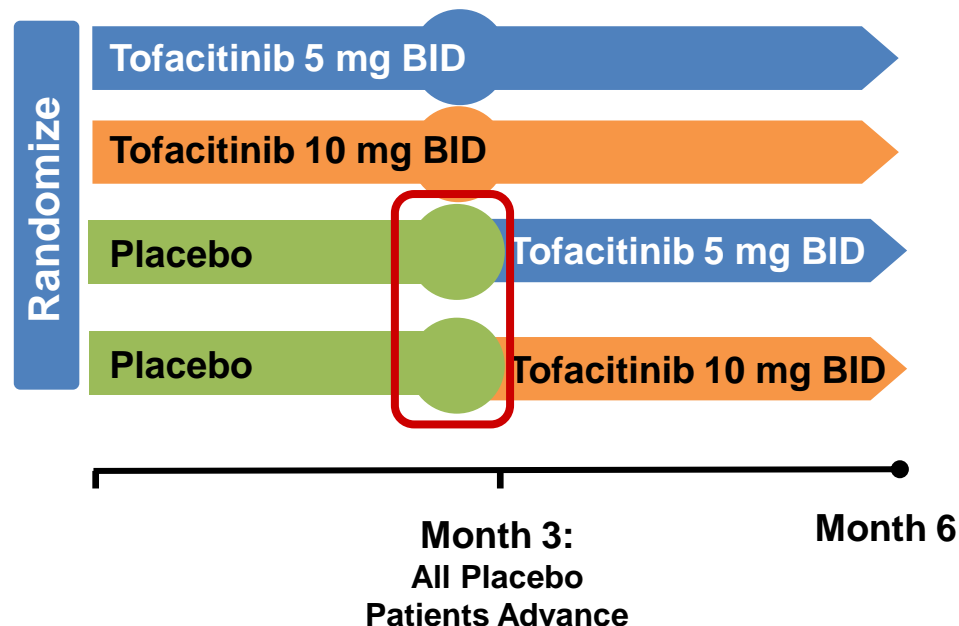 Randomize
Tofacitinib 5 mg BID
Tofacitinib 10 mg BID
Placebo
Tofacitinib 5 mg BID
Placebo
Tofacitinib 10 mg BID
Month 3:
All Placebo
Patients Advance
Month 6